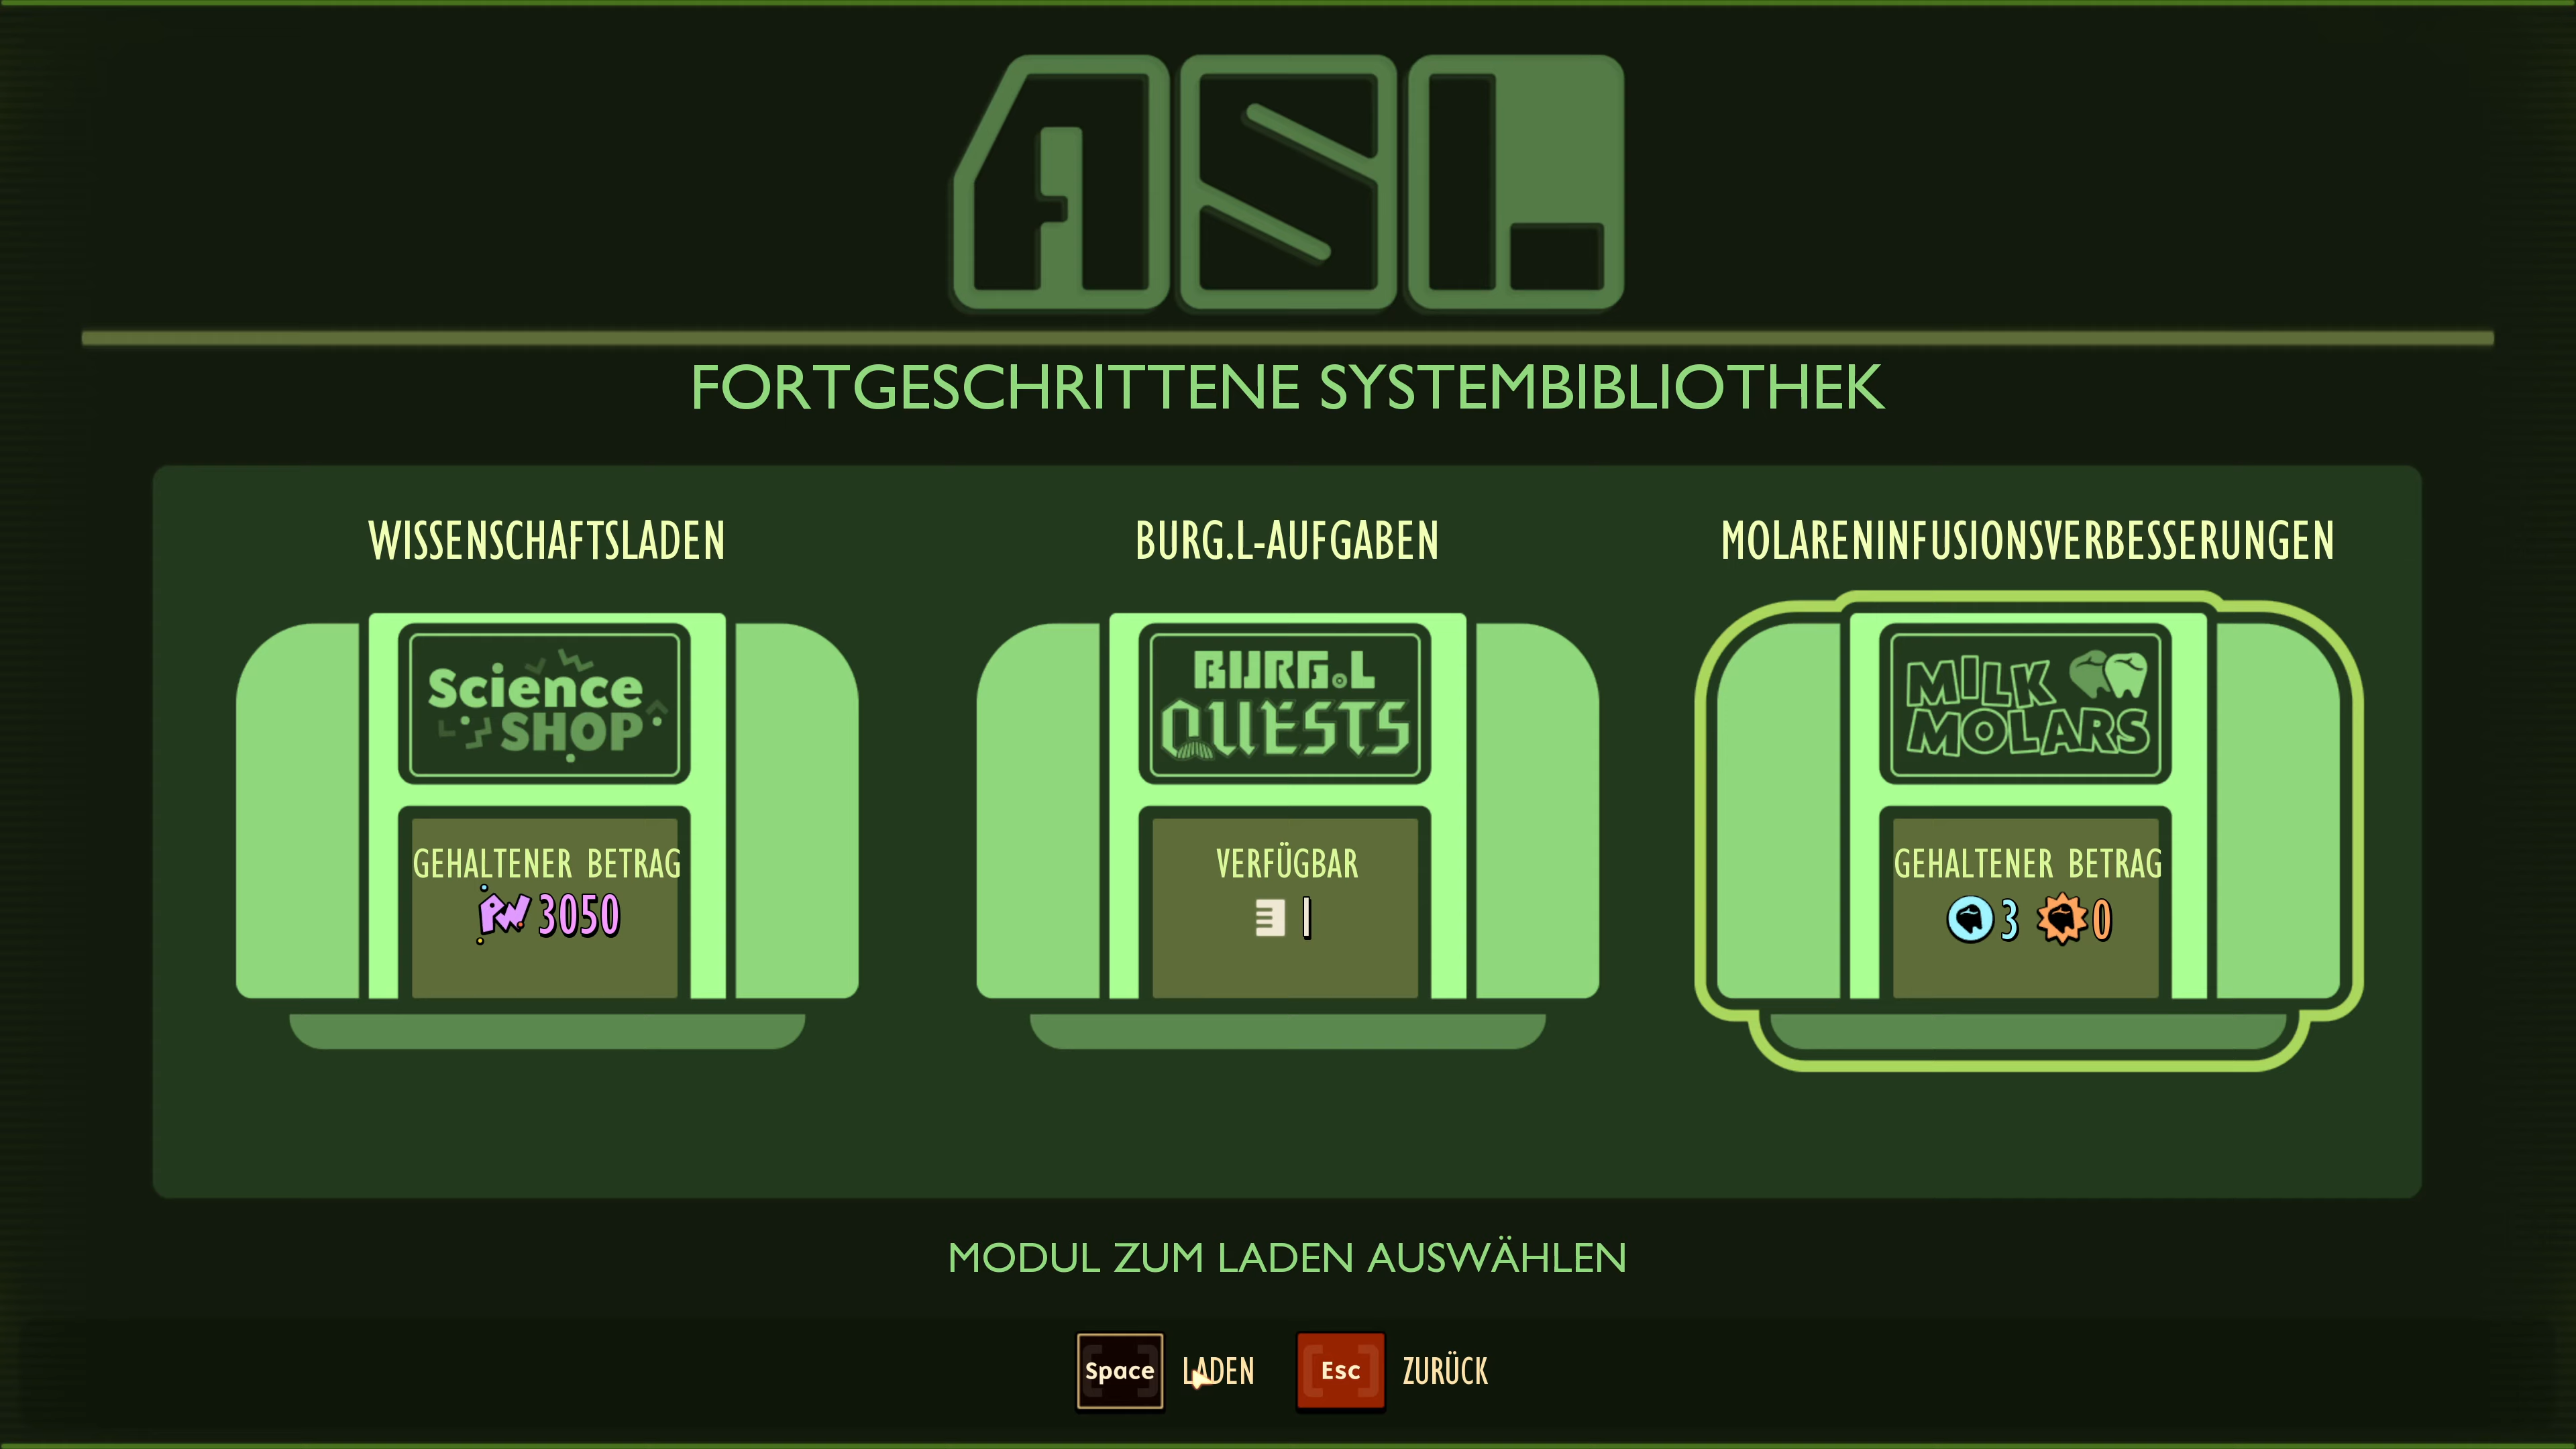 ASL
FORTGESCHRITTENE SYSTEMBIBLIOTHEK
WISSENSCHAFTSLADEN
Science
SHOP
GEHALTENER BETRAG
3050
BURG.L-AUFGABEN
BURG.L
QUESTS
VERFÜGBAR
1
MOLARENINFUSIONSVERBESSERUNGEN
MILK
MOLARS
GEHALTENER BETRAG
3 0
MODUL ZUM LADEN AUSWÄHLEN
Space LADEN Esc ZURÜCK